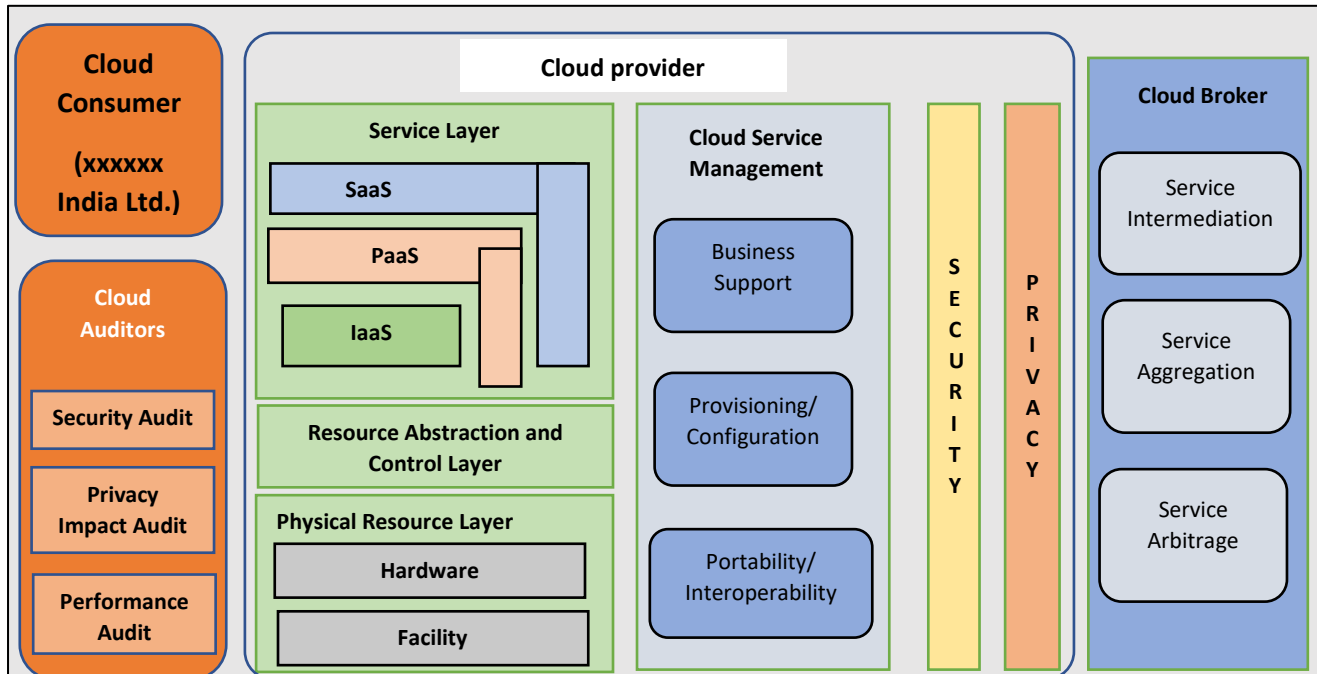 Cloud
Consumer
(xxxxxx
India Ltd.)
Cloud
Auditors
Security Audit
Privacy
Impact Audit
Performance
Audit
Cloud provider
Service Layer
SaaS
PaaS
IaaS
Resource Abstraction and
Control Layer
Physical Resource Layer
Hardware
Facility
Cloud Service
Management
Business
Support
Provisioning/
Configuration
Portability/
Interoperability
S
E
C
U
R
I
T
Y
P
R
I
V
A
C
Y
Cloud Broker
Service
Intermediation
Service
Aggregation
Service
Arbitrage